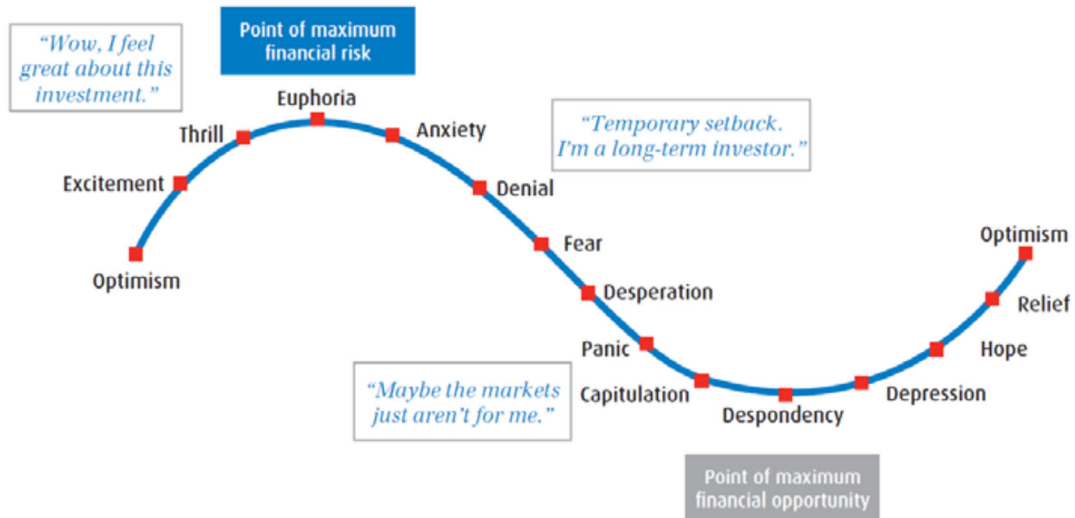 Point of maximum
financial risk
“Wow, I feel
great about this
investment.”
Euphoria
Thrill
Anxiety
“Temporary setback.
I’m a long-term investor.”
Excitement
Denial
Optimism
Fear
Optimism
Desperation
Relief
Panic
Hope
“Maybe the markets
just aren’t for me.”
Capitulation
Depression
Despondency
Point of maximum
financial opportunity